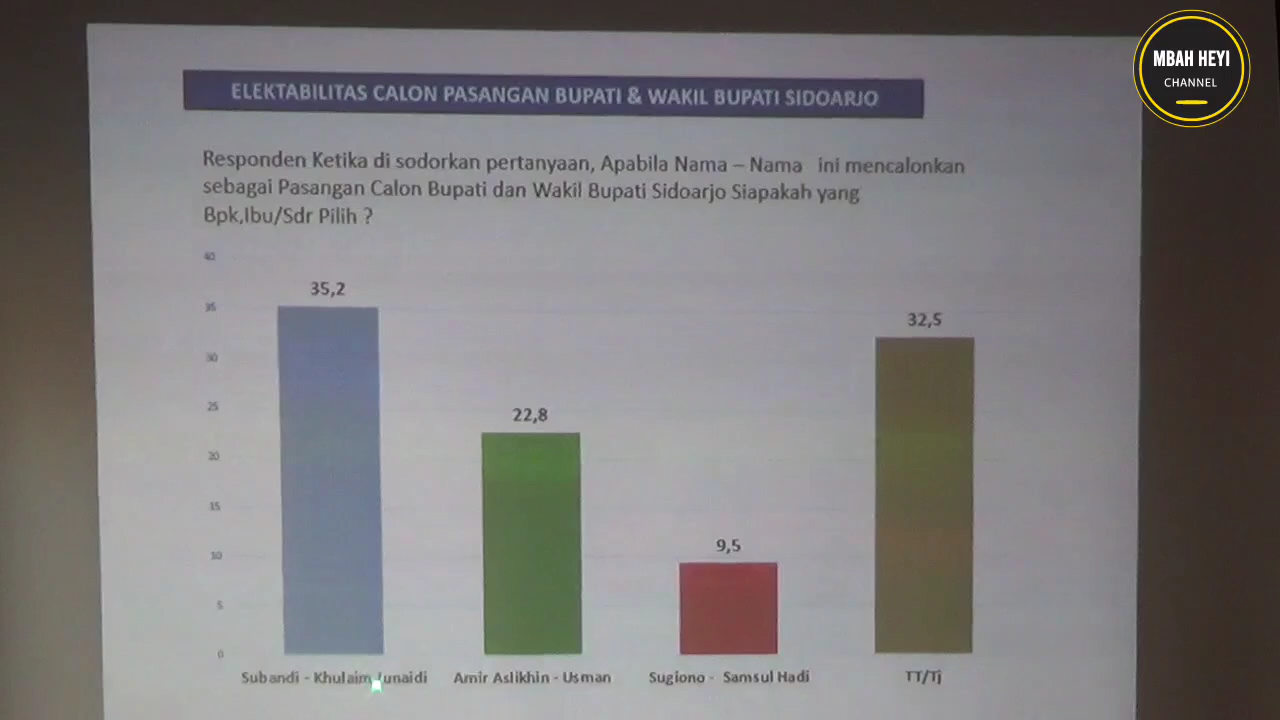 MBAH HEYI
CHANNEL
ELEKTABILITAS CALON PASANGAN BUPATI & WAKIL BUPATI SIDOARJO
Responden Ketika di sodorkan pertanyaan, Apabila Nama – Nama ini mencalonkan
sebagai Pasangan Calon Bupati dan Wakil Bupati Sidoarjo Siapakah yang
Bpk,Ibu/Sdr Pilih ?
40
35
30
25
20
15
10
5
0
35,2
22,8
9,5
32,5
Subandi - Khulaim Junaidi
Amir Aslikhin - Usman
Sugiono - Samsul Hadi
TT/Tj